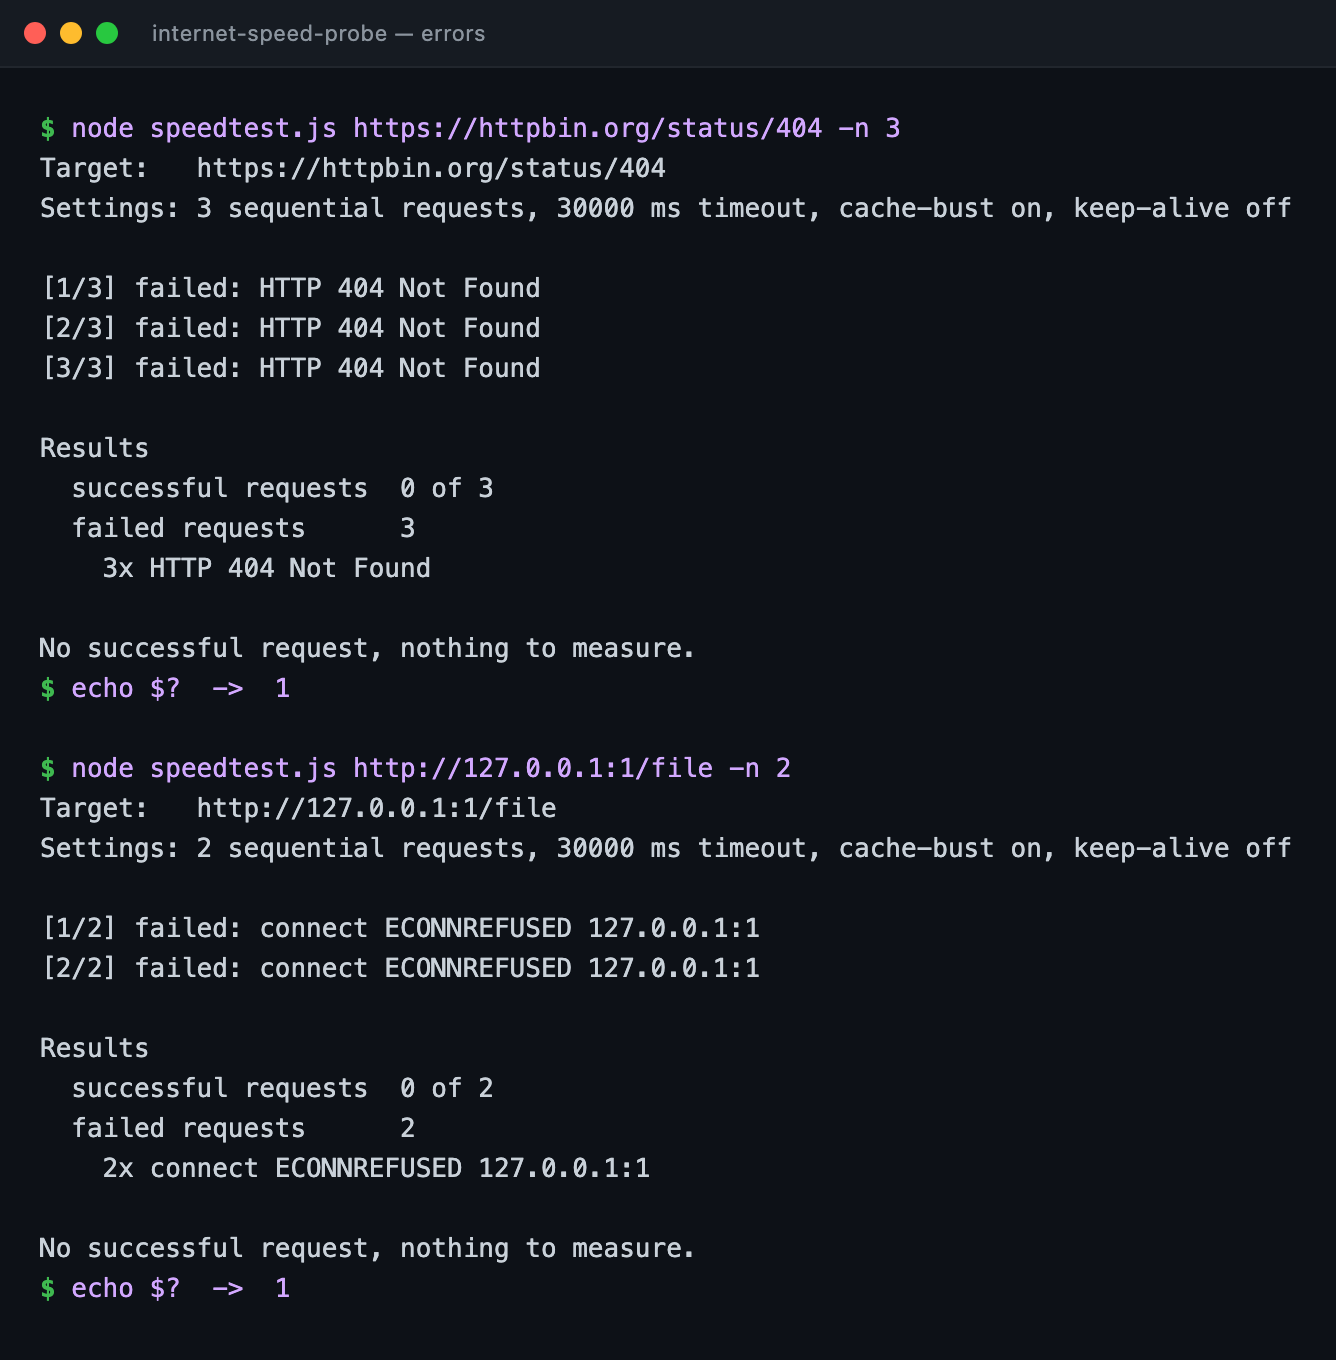 internet-speed-probe — errors
$ node speedtest.js https://httpbin.org/status/404 -n 3
Target:   https://httpbin.org/status/404
Settings: 3 sequential requests, 30000 ms timeout, cache-bust on, keep-alive off
[1/3] failed: HTTP 404 Not Found
[2/3] failed: HTTP 404 Not Found
[3/3] failed: HTTP 404 Not Found
Results
  successful requests  0 of 3
  failed requests      3
    3x HTTP 404 Not Found
No successful request, nothing to measure.
$ echo $?  ->  1
$ node speedtest.js http://127.0.0.1:1/file -n 2
Target:   http://127.0.0.1:1/file
Settings: 2 sequential requests, 30000 ms timeout, cache-bust on, keep-alive off
[1/2] failed: connect ECONNREFUSED 127.0.0.1:1
[2/2] failed: connect ECONNREFUSED 127.0.0.1:1
Results
  successful requests  0 of 2
  failed requests      2
    2x connect ECONNREFUSED 127.0.0.1:1
No successful request, nothing to measure.
$ echo $?  ->  1